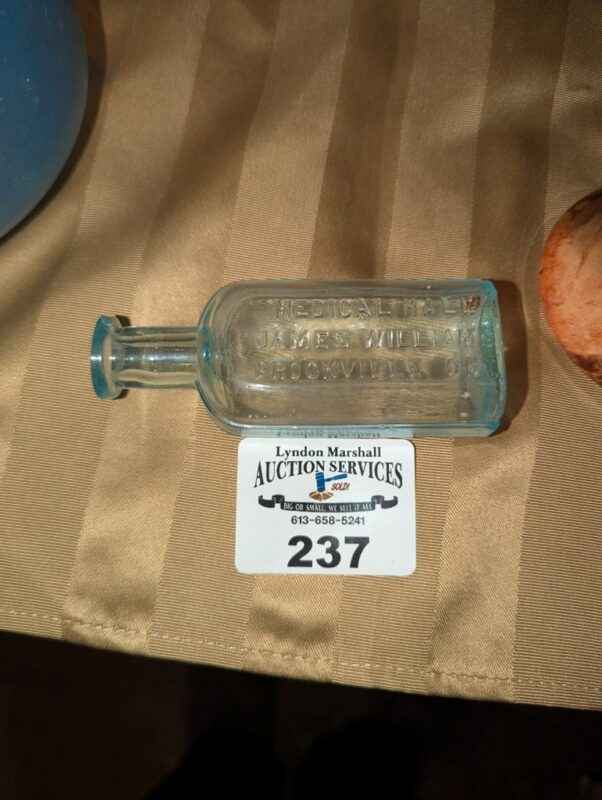 MEDICAL HALL
JAMES WILLIAM
BROCKVILLE
Lyndon Marshall
AUCTION SERVICES
SOLD!
BIG OR SMALL, WE SELL IT ALL
613-658-5241
237